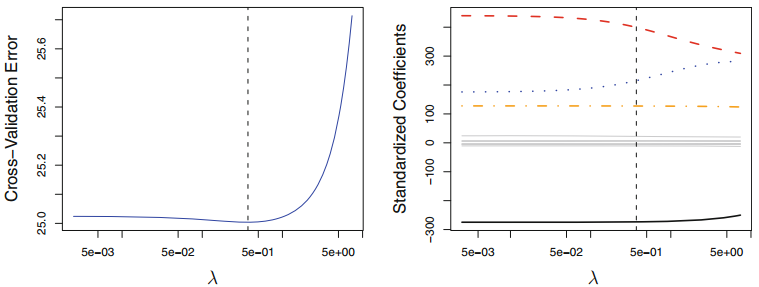 Cross−Validation Error
25.0 25.2 25.4 25.6
5e−03 5e−02 5e−01 5e+00
λ
Standardized Coefficients
−300 −100 0 100 300
5e−03 5e−02 5e−01 5e+00
λ